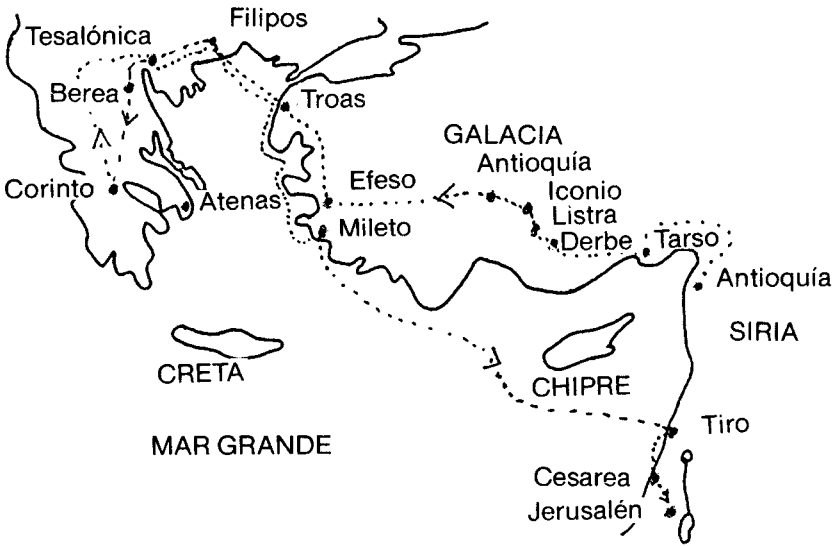 Filipos
Tesalónica
Berea
Troas
GALACIA
Antioquía
Iconio
Corinto
Efeso
Atenas
Listra
Mileto
Derbe
Tarso
Antioquía
SIRIA
CRETA
CHIPRE
MAR GRANDE
Tiro
Cesarea
Jerusalén